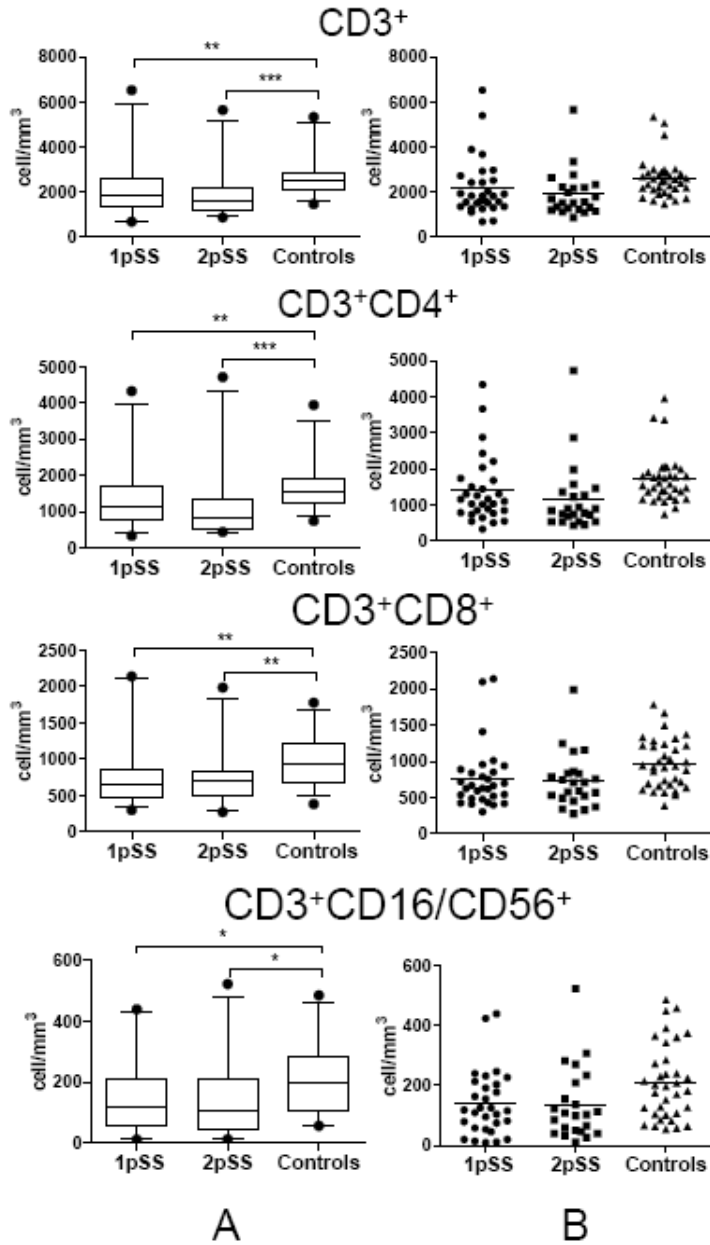 CD3⁺
** 
***
cell/mm³
8000
6000
4000
2000
0
1pSS 2pSS Controls
cell/mm³
8000
6000
4000
2000
0
1pSS 2pSS Controls
CD3⁺CD4⁺
**
***
cell/mm³
5000
4000
3000
2000
1000
0
1pSS 2pSS Controls
cell/mm³
5000
4000
3000
2000
1000
0
1pSS 2pSS Controls
CD3⁺CD8⁺
**
**
cell/mm³
2500
2000
1500
1000
500
0
1pSS 2pSS Controls
cell/mm³
2500
2000
1500
1000
500
0
1pSS 2pSS Controls
CD3⁺CD16/CD56⁺
*
*
cell/mm³
600
400
200
0
1pSS 2pSS Controls
cell/mm³
600
400
200
0
1pSS 2pSS Controls
A B